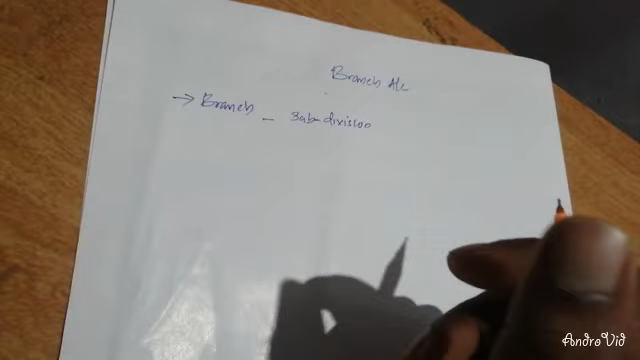 Branch A/c
→ Branch - Sub-division
AndroVid